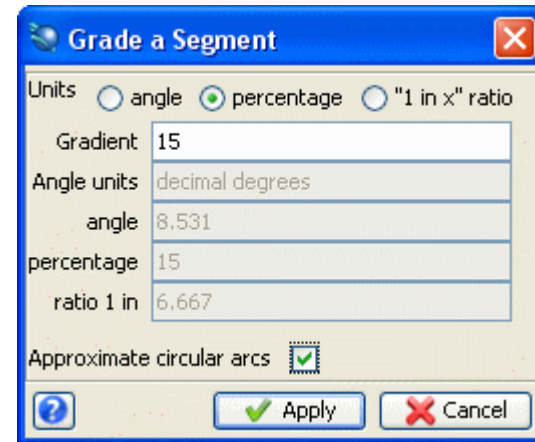 Grade a Segment
Units angle percentage "1 in x" ratio
Gradient 15
Angle units decimal degrees
angle 8.531
percentage 15
ratio 1 in 6.667
Approximate circular arcs
? Apply Cancel